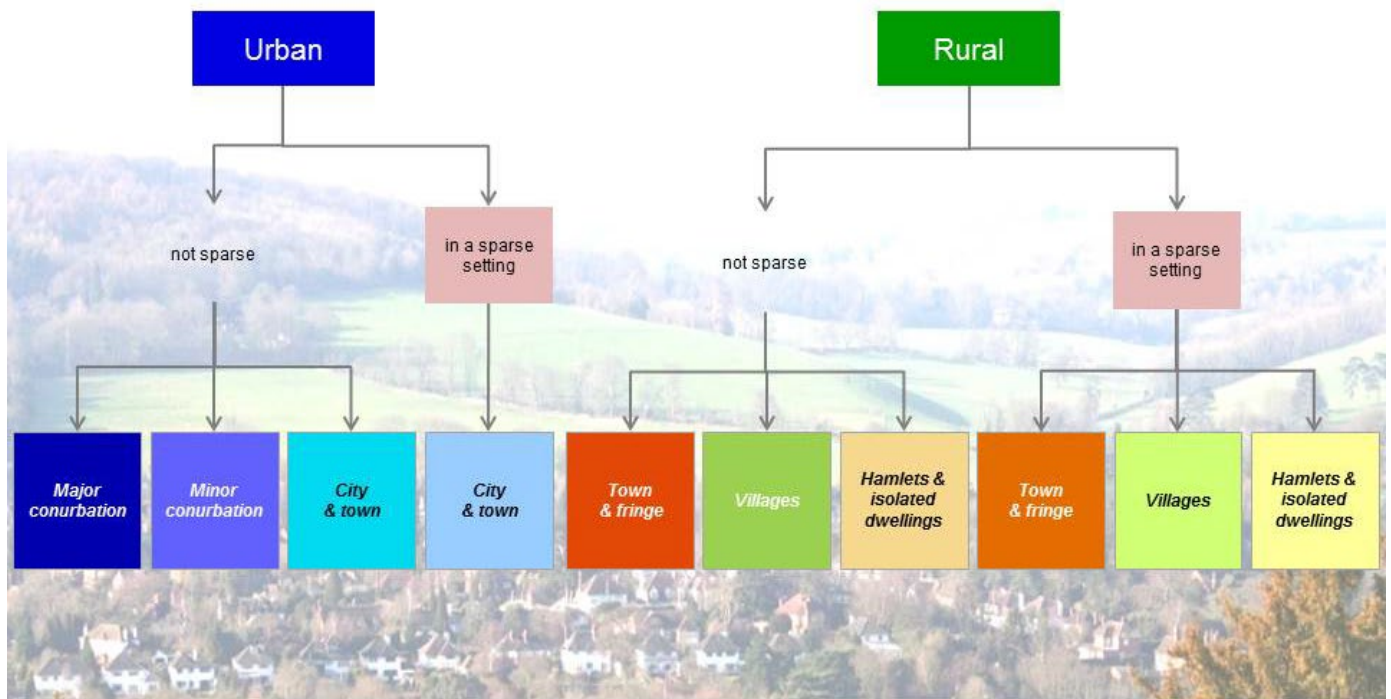 Urban
Rural
not sparse
in a sparse
setting
not sparse
in a sparse
setting
Major
conurbation
Minor
conurbation
City
& town
City
& town
Town
& fringe
Villages
Hamlets &
isolated
dwellings
Town
& fringe
Villages
Hamlets &
isolated
dwellings